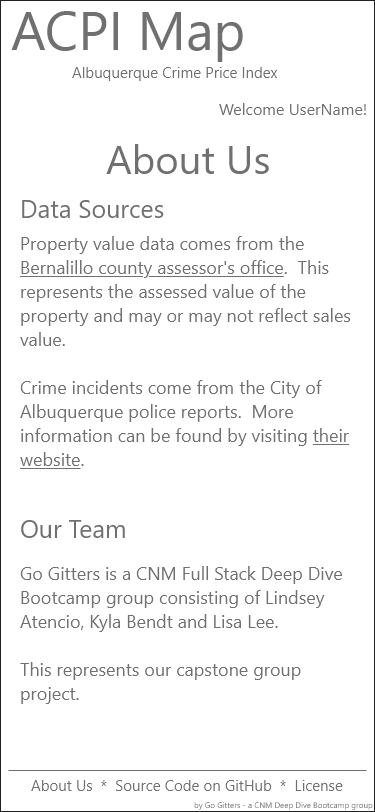 ACPI Map
Albuquerque Crime Price Index
Welcome UserName!
About Us
Data Sources
Property value data comes from the
Bernalillo county assessor's office.  This
represents the assessed value of the
property and may or may not reflect sales
value.
Crime incidents come from the City of
Albuquerque police reports.  More
information can be found by visiting their
website.
Our Team
Go Gitters is a CNM Full Stack Deep Dive
Bootcamp group consisting of Lindsey
Atencio, Kyla Bendt and Lisa Lee.
This represents our capstone group
project.
About Us  *  Source Code on GitHub  *  License
by Go Gitters - a CNM Deep Dive Bootcamp group